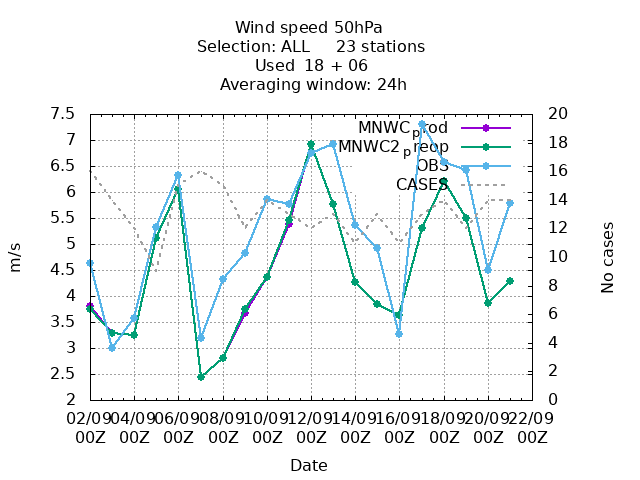 Wind speed 50hPa
Selection: ALL 23 stations
Used 18 + 06
Averaging window: 24h
7.5
7
6.5
6
5.5
5
4.5
4
3.5
3
2.5
2
m/s
20
18
16
14
12
10
8
6
4
2
0
No cases
MNWC_prod
MNWC2_preop
OBS
CASES
02/09 04/09 06/09 08/09 10/09 12/09 14/09 16/09 18/09 20/09 22/09
00Z 00Z 00Z 00Z 00Z 00Z 00Z 00Z 00Z 00Z 00Z
Date